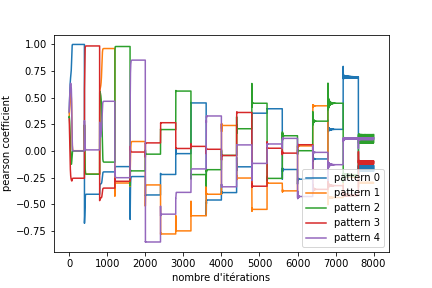 1.00
0.75
0.50
0.25
0.00
−0.25
−0.50
−0.75
pearson coefficient
0 1000 2000 3000 4000 5000 6000 7000 8000
nombre d'itérations
pattern 0
pattern 1
pattern 2
pattern 3
pattern 4